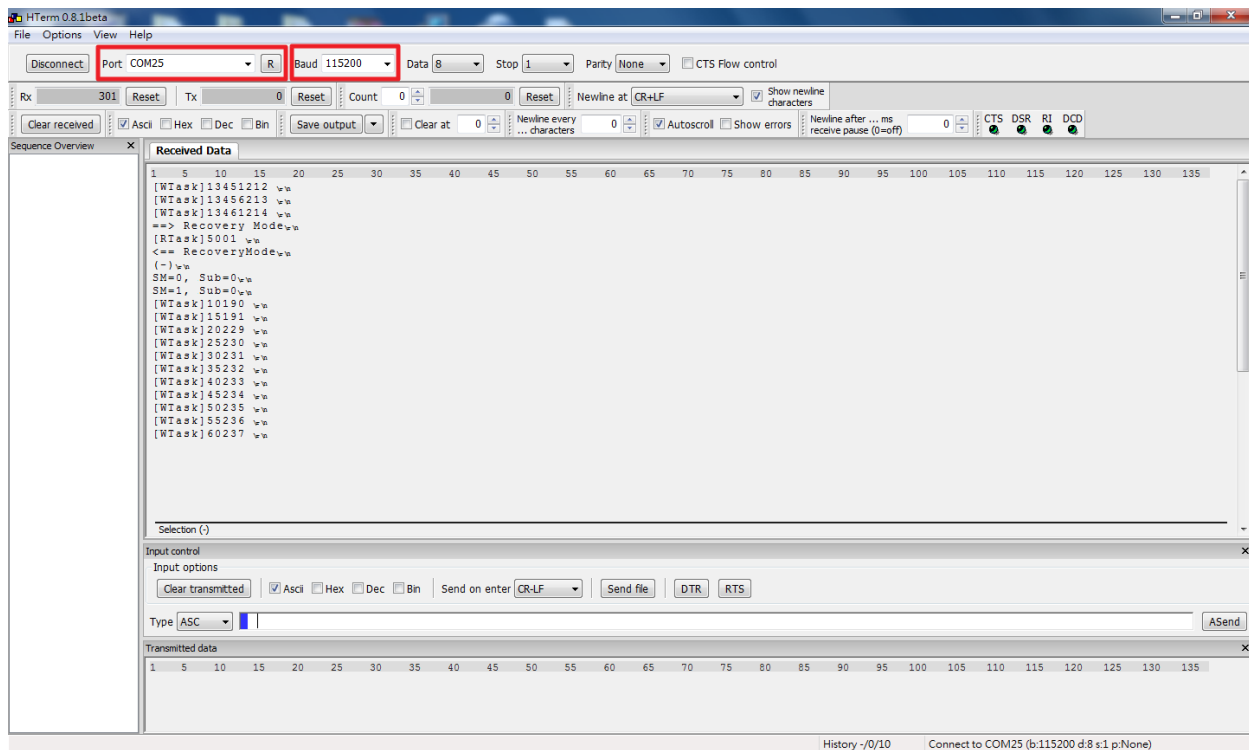 HTerm 0.8.1beta
File Options View Help
Disconnect Port COM25 R Baud 115200 Data 8 Stop 1 Parity None CTS Flow control
Rx 301 Reset Tx 0 Reset Count 0 0 Reset Newline at CR+LF Show newline characters
Clear received Ascii Hex Dec Bin Save output Clear at 0 Newline every ... characters 0 Autoscroll Show errors Newline after ... ms receive pause (0=off) 0 CTS DSR RI DCD
Sequence Overview x Received Data
1 5 10 15 20 25 30 35 40 45 50 55 60 65 70 75 80 85 90 95 100 105 110 115 120 125 130 135
[WTask]13451212 \r\n
[WTask]13456213 \r\n
[WTask]13461214 \r\n
==> Recovery Mode\r\n
[RTask]5001 \r\n
<== RecoveryMode\r\n
(-)\r\n
SM=0, Sub=0\r\n
SM=1, Sub=0\r\n
[WTask]10190 \r\n
[WTask]15191 \r\n
[WTask]20229 \r\n
[WTask]25230 \r\n
[WTask]30231 \r\n
[WTask]35232 \r\n
[WTask]40233 \r\n
[WTask]45234 \r\n
[WTask]50235 \r\n
[WTask]55236 \r\n
[WTask]60237 \r\n
Selection (-)
Input control x
Input options
Clear transmitted Ascii Hex Dec Bin Send on enter CR-LF Send file DTR RTS
Type ASC ASend
Transmitted data x
1 5 10 15 20 25 30 35 40 45 50 55 60 65 70 75 80 85 90 95 100 105 110 115 120 125 130 135
History -/0/10 Connect to COM25 (b:115200 d:8 s:1 p:None)